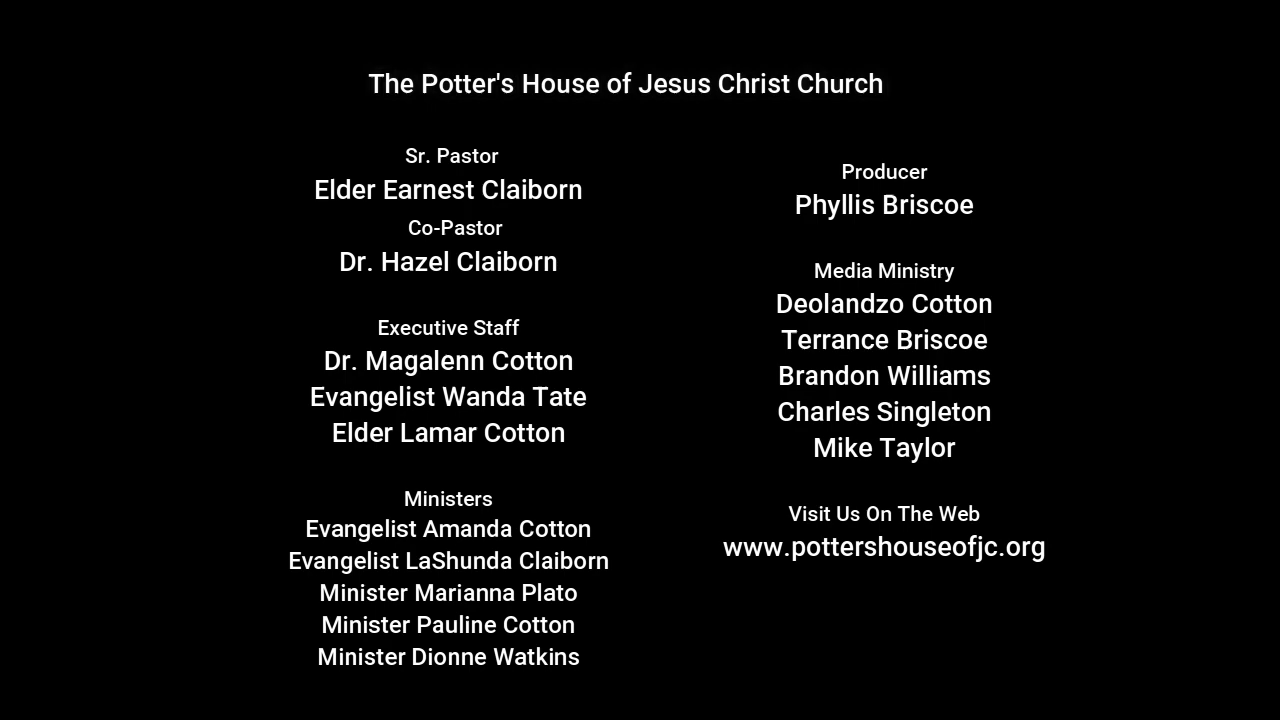 The Potter's House of Jesus Christ Church
Sr. Pastor
Elder Earnest Claiborn
Co-Pastor
Dr. Hazel Claiborn
Executive Staff
Dr. Magalenn Cotton
Evangelist Wanda Tate
Elder Lamar Cotton
Ministers
Evangelist Amanda Cotton
Evangelist LaShunda Claiborn
Minister Marianna Plato
Minister Pauline Cotton
Minister Dionne Watkins
Producer
Phyllis Briscoe
Media Ministry
Deolandzo Cotton
Terrance Briscoe
Brandon Williams
Charles Singleton
Mike Taylor
Visit Us On The Web
www.pottershouseofjc.org